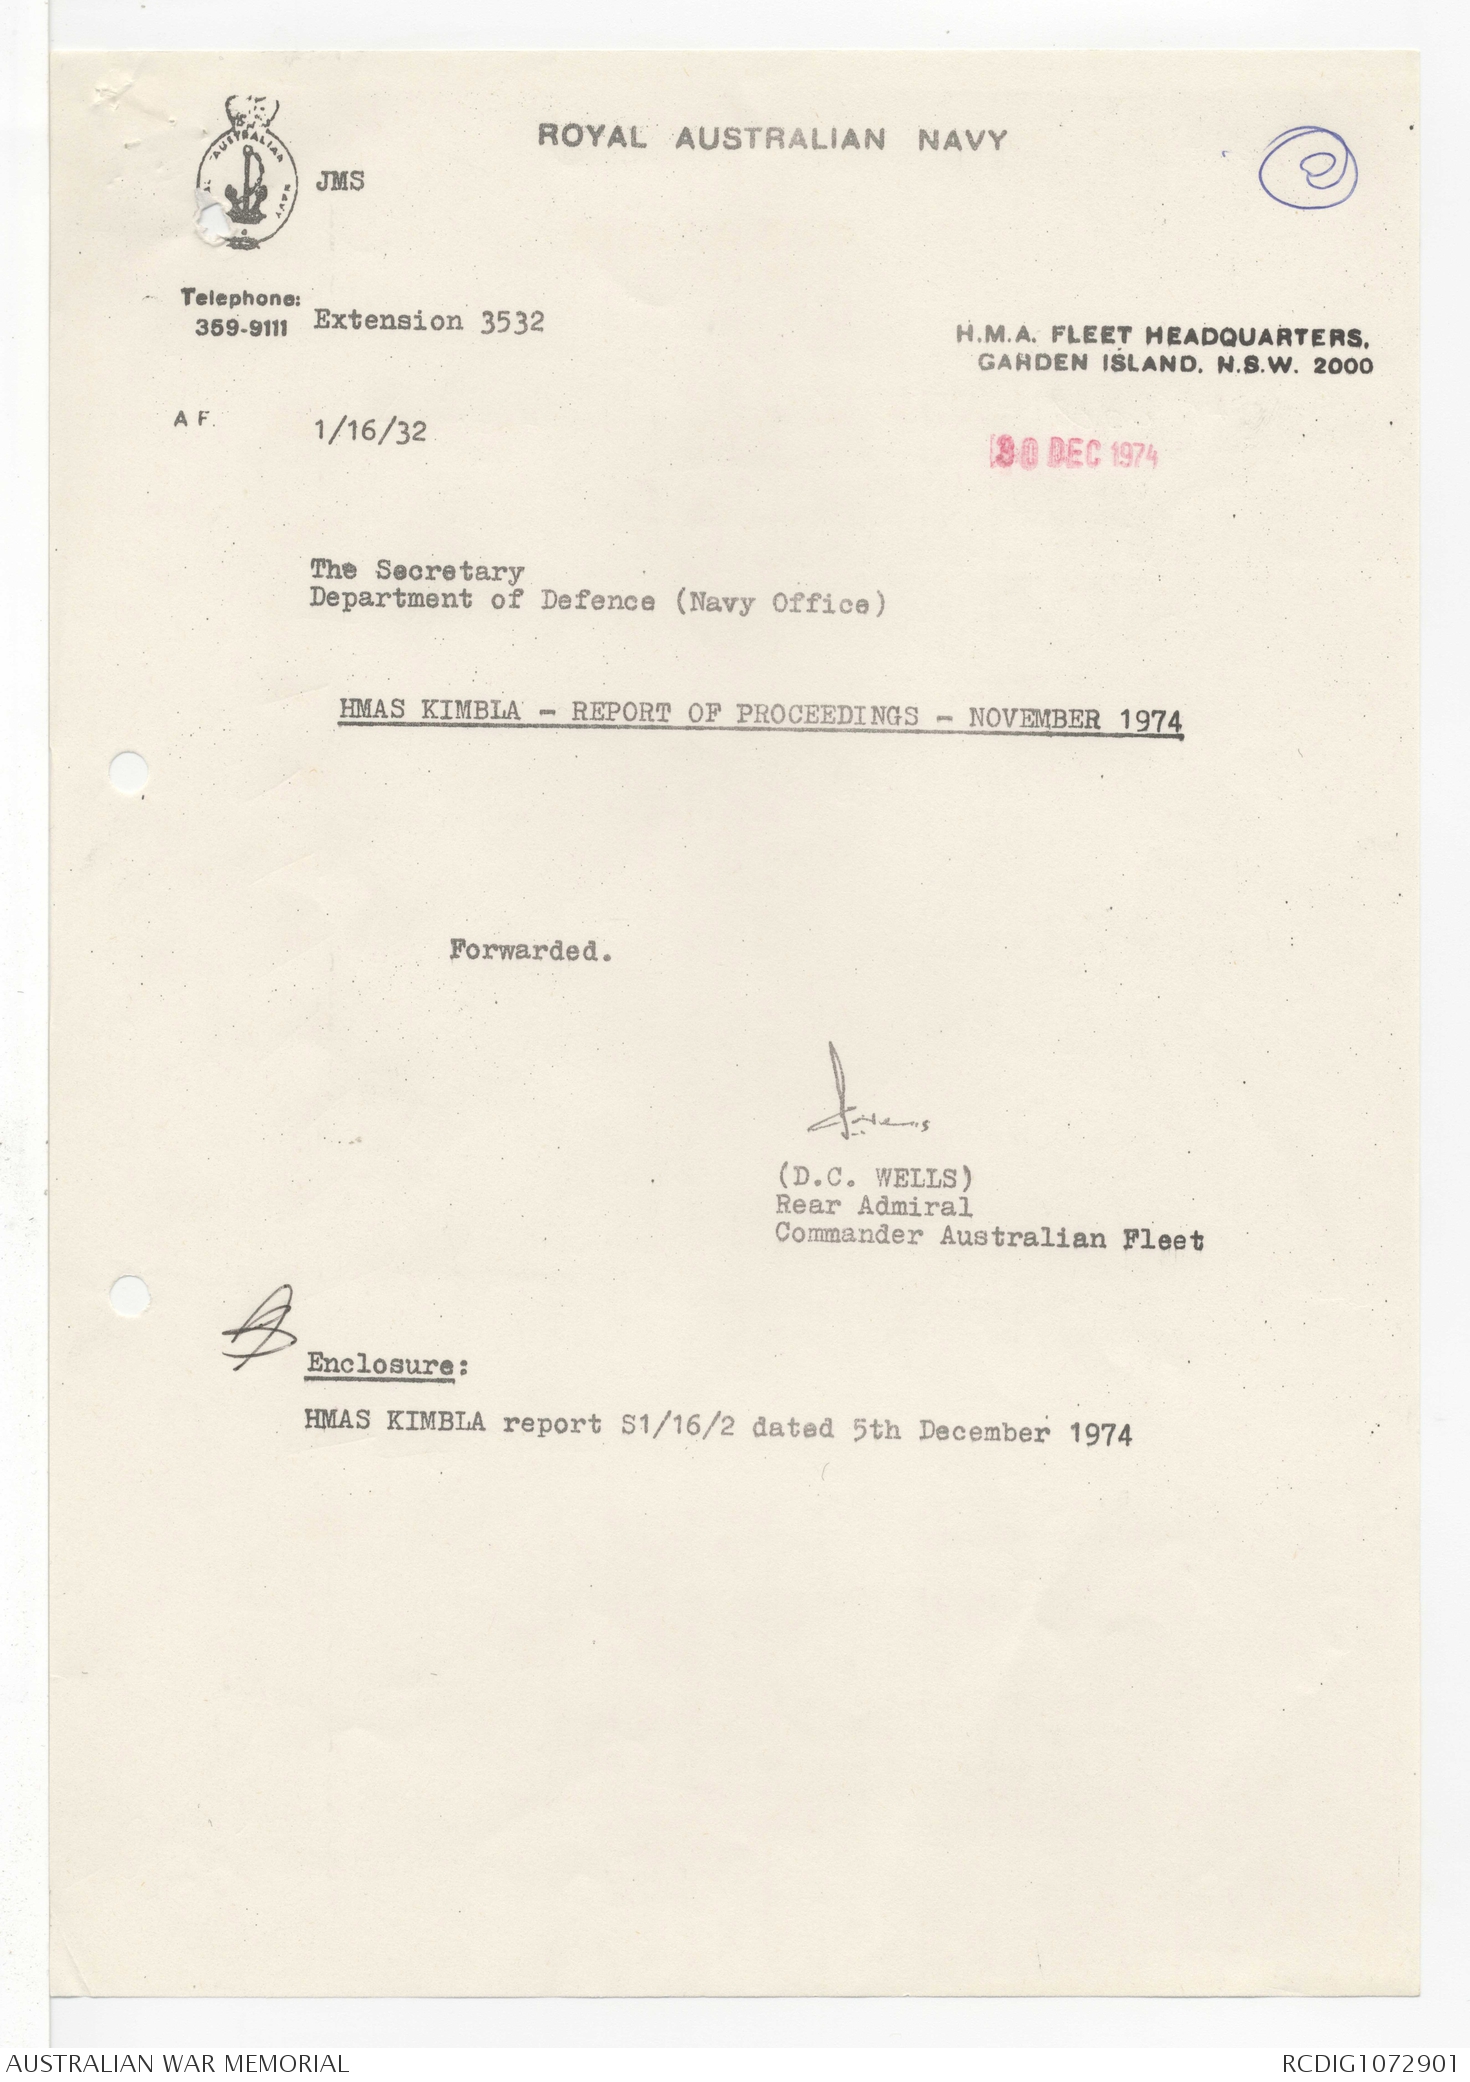 ROYAL AUSTRALIAN NAVY
AUSTRALIAN
NAVY
JMS
Telephone:
359-9111
Extension 3532
H.M.A. FLEET HEADQUARTERS,
GARDEN ISLAND. N.S.W. 2000
A F.
1/16/32
30 DEC 1974
The Secretary
Department of Defence (Navy Office)
HMAS KIMBLA - REPORT OF PROCEEDINGS - NOVEMBER 1974
Forwarded.
(D.C. WELLS)
Rear Admiral
Commander Australian Fleet
Enclosure:
HMAS KIMBLA report S1/16/2 dated 5th December 1974
AUSTRALIAN WAR MEMORIAL
RCDIG1072901